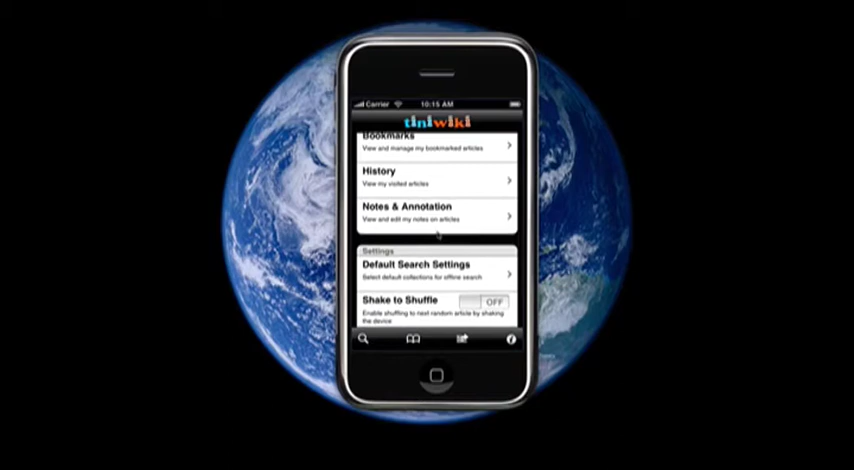 Carrier 10:15 AM
tiniwiki
Bookmarks
View and manage my bookmarked articles
History
View my visited articles
Notes & Annotation
View and edit my notes on articles
Settings
Default Search Settings
Select default collections for offline search
Shake to Shuffle OFF
Enable shuffling to next random article by shaking
the device